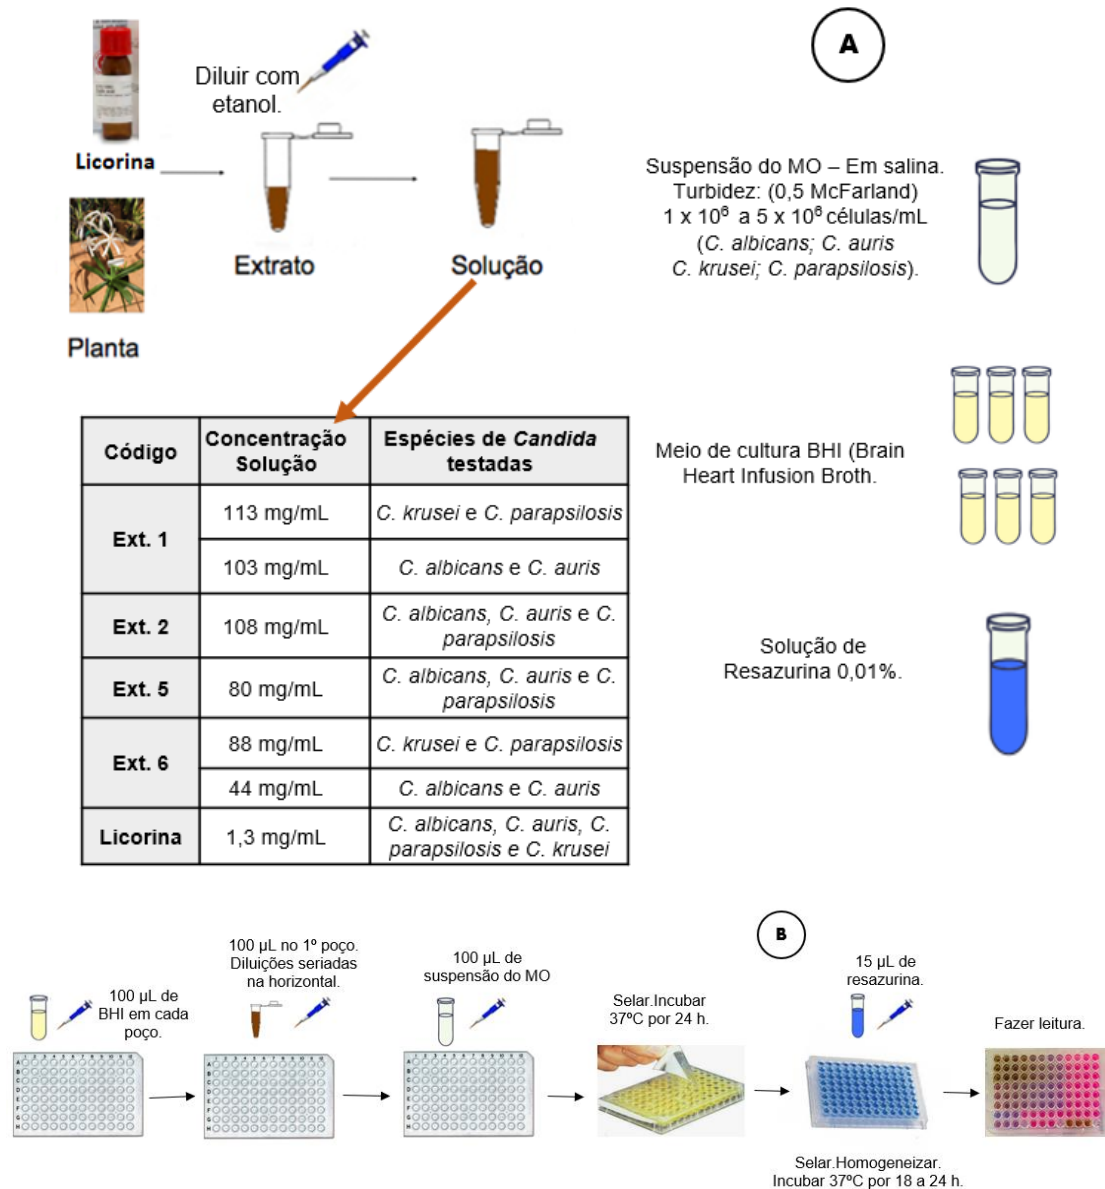 A
Licorina
Diluir com
etanol.
Extrato
Solução
Planta
Suspensão do MO – Em salina.
Turbidez: (0,5 McFarland)
1 x 10⁶ a 5 x 10⁶ células/mL
(C. albicans; C. auris
C. krusei; C. parapsilosis).
Meio de cultura BHI (Brain
Heart Infusion Broth.
Solução de
Resazurina 0,01%.
Código
Concentração
Solução
Espécies de Candida
testadas
Ext. 1
113 mg/mL
C. krusei e C. parapsilosis
103 mg/mL
C. albicans e C. auris
Ext. 2
108 mg/mL
C. albicans, C. auris e C.
parapsilosis
Ext. 5
80 mg/mL
C. albicans, C. auris e C.
parapsilosis
Ext. 6
88 mg/mL
C. krusei e C. parapsilosis
44 mg/mL
C. albicans e C. auris
Licorina
1,3 mg/mL
C. albicans, C. auris, C.
parapsilosis e C. krusei
B
100 µL de
BHI em cada
poço.
100 µL no 1º poço.
Diluições seriadas
na horizontal.
100 µL de
suspensão do MO
Selar.Incubar
37ºC por 24 h.
15 µL de
resazurina.
Selar.Homogeneizar.
Incubar 37ºC por 18 a 24 h.
Fazer leitura.